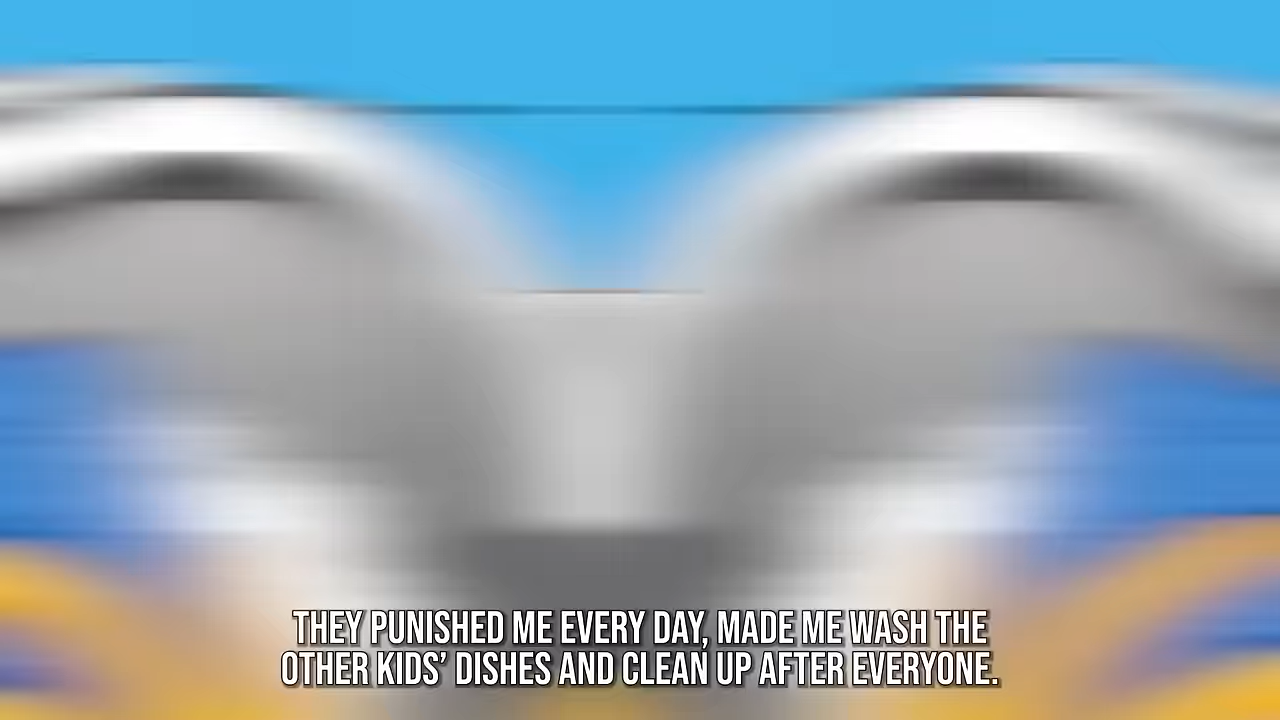 THEY PUNISHED ME EVERY DAY, MADE ME WASH THE
OTHER KIDS’ DISHES AND CLEAN UP AFTER EVERYONE.